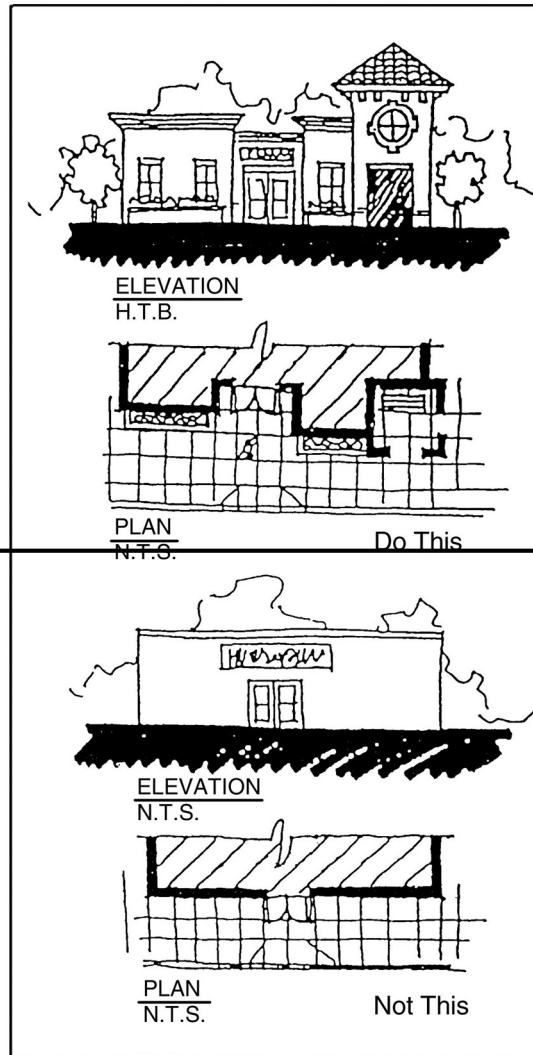 ELEVATION
H.T.B.
PLAN
N.T.S.
Do This
ELEVATION
N.T.S.
PLAN
N.T.S.
Not This